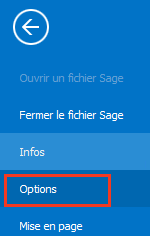 Ouvrir un fichier Sage
Fermer le fichier Sage
Infos
Options
Mise en page